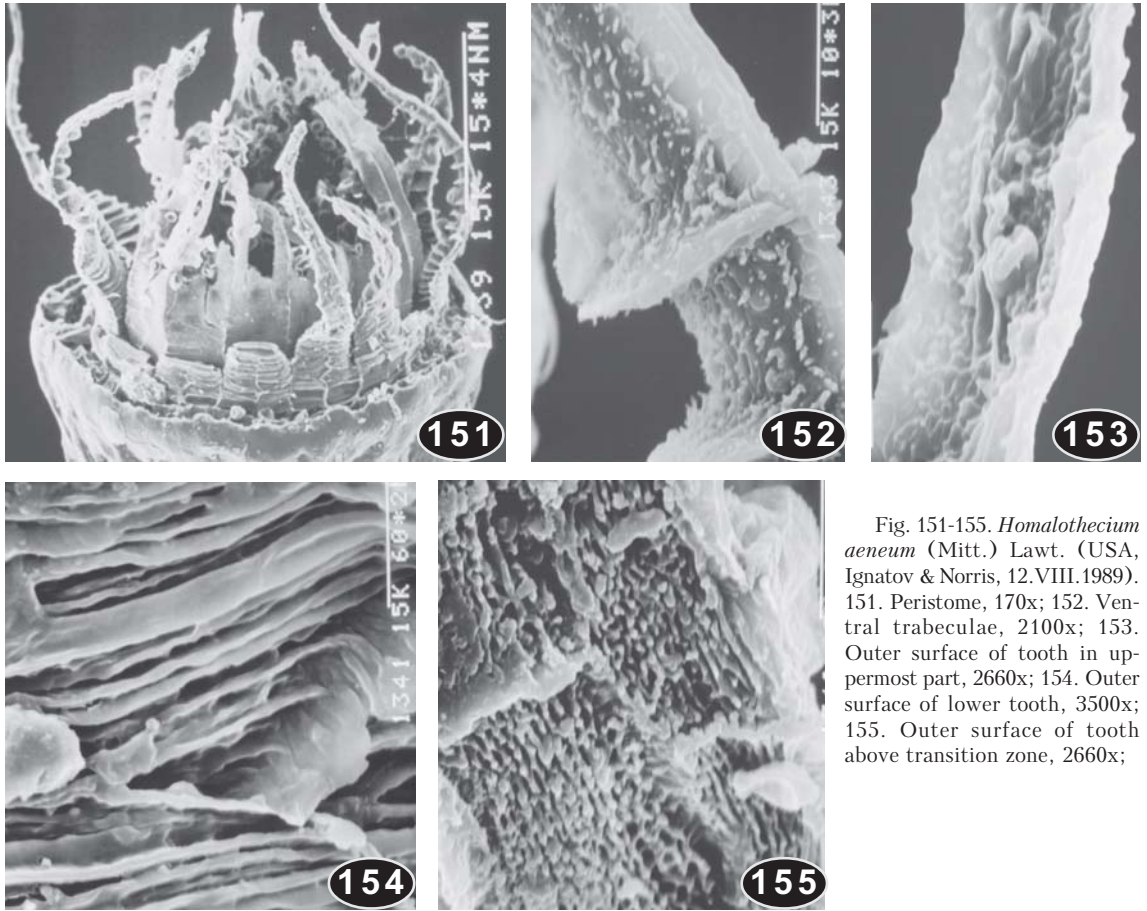 151
152
153
154
155
15K 15*4NM
15K 10*3
15K 60*2
1341
Fig. 151-155. Homalothecium
aeneum (Mitt.) Lawt. (USA,
Ignatov & Norris, 12.VIII.1989).
151. Peristome, 170x; 152. Ven-
tral trabeculae, 2100x; 153.
Outer surface of tooth in up-
permost part, 2660x; 154. Outer
surface of lower tooth, 3500x;
155. Outer surface of tooth
above transition zone, 2660x;